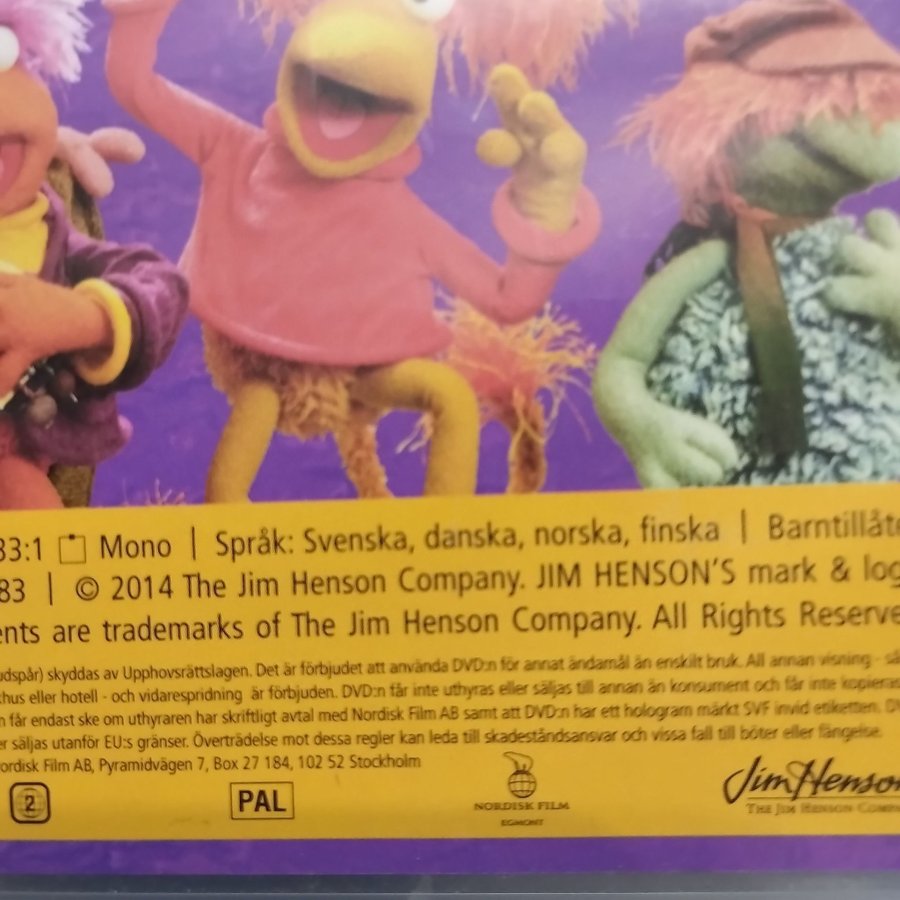 33:1 Mono | Språk: Svenska, danska, norska, finska | Barntillåte
83 | © 2014 The Jim Henson Company. JIM HENSON'S mark & log
ents are trademarks of The Jim Henson Company. All Rights Reserve
udspår) skyddas av Upphovsrättslagen. Det är förbjudet att använda DVD:n för annat ändamål än enskilt bruk. All annan visning - så
khus eller hotell - och vidarespridning är förbjuden. DVD:n får inte uthyras eller säljas till annan än konsument och får inte kopieras
n får endast ske om uthyraren har skriftligt avtal med Nordisk Film AB samt att DVD:n har ett hologram märkt SVF invid etiketten. DV
er säljas utanför EU:s gränser. Överträdelse mot dessa regler kan leda till skadeståndsansvar och vissa fall till böter eller fängelse.
ordisk Film AB, Pyramidvägen 7, Box 27 184, 102 52 Stockholm
2 PAL NORDISK FILM
EGMONT
Jim Henson
THE JIM HENSON COMP